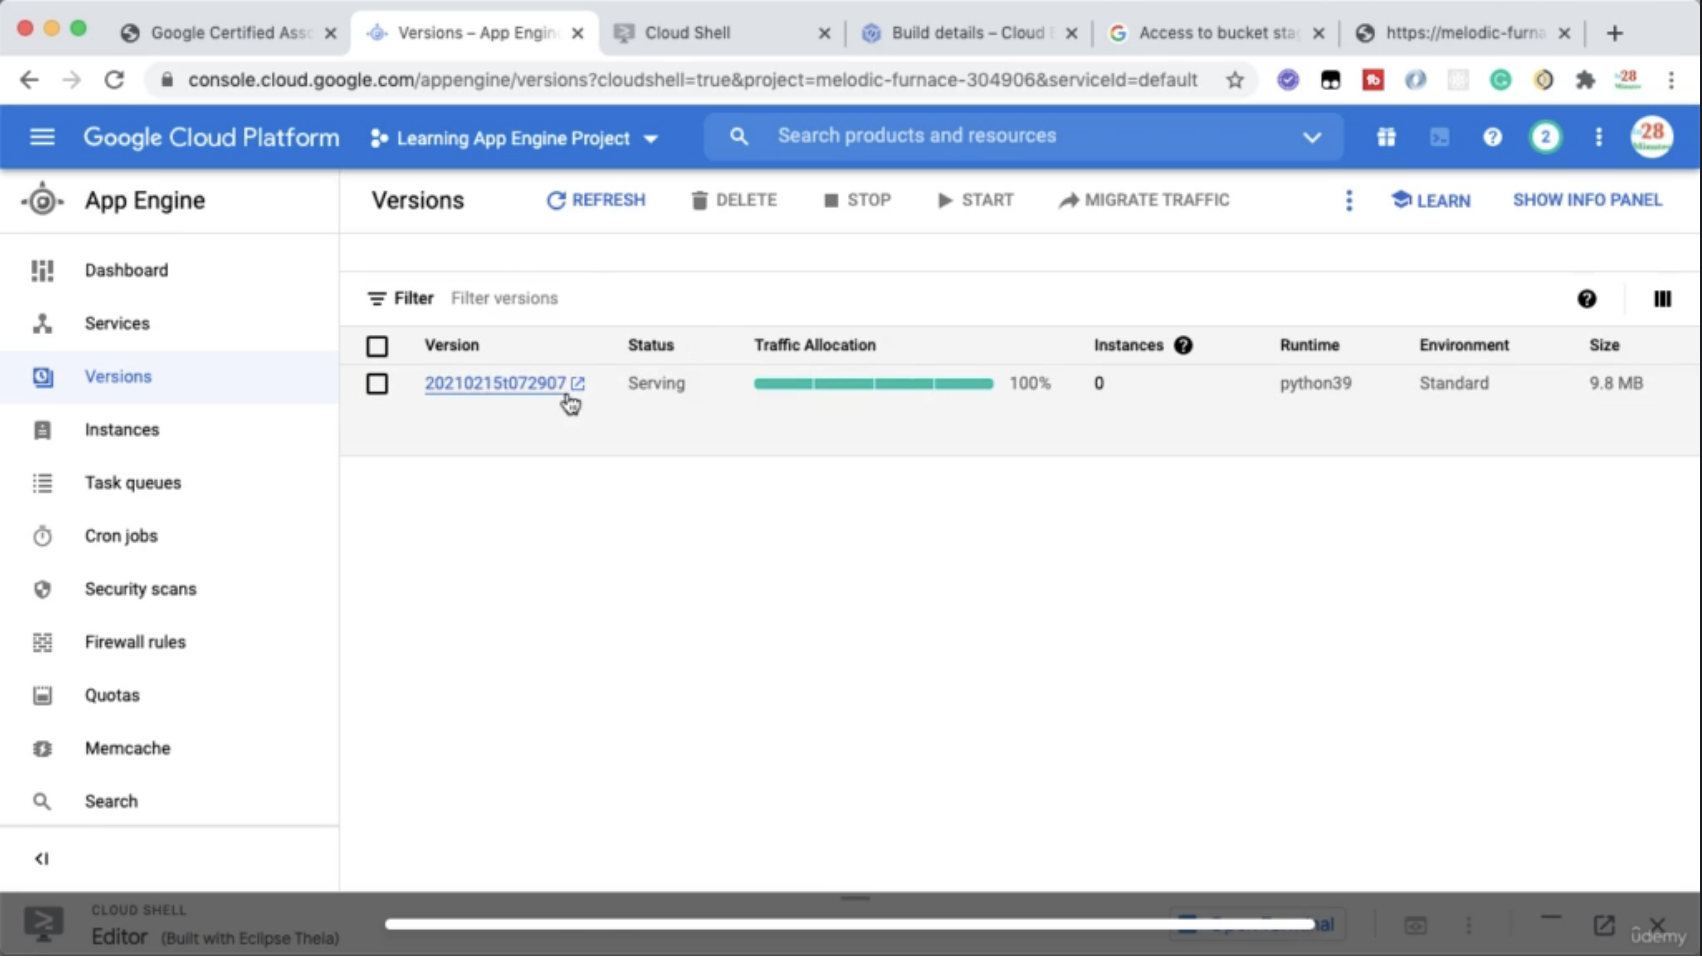 Google Certified Asso
Versions – App Engin
Cloud Shell
Build details – Cloud
Access to bucket sta
https://melodic-furna
console.cloud.google.com/appengine/versions?cloudshell=true&project=melodic-furnace-304906&serviceId=default
28
Minutes
Google Cloud Platform
Learning App Engine Project
Search products and resources
2
28
Minutes
App Engine
Versions
REFRESH
DELETE
STOP
START
MIGRATE TRAFFIC
LEARN
SHOW INFO PANEL
Dashboard
Services
Versions
Instances
Task queues
Cron jobs
Security scans
Firewall rules
Quotas
Memcache
Search
Filter Filter versions
Version Status Traffic Allocation Instances Runtime Environment Size
20210215t072907 Serving 100% 0 python39 Standard 9.8 MB
CLOUD SHELL
Editor (Built with Eclipse Theia)
ûdemy